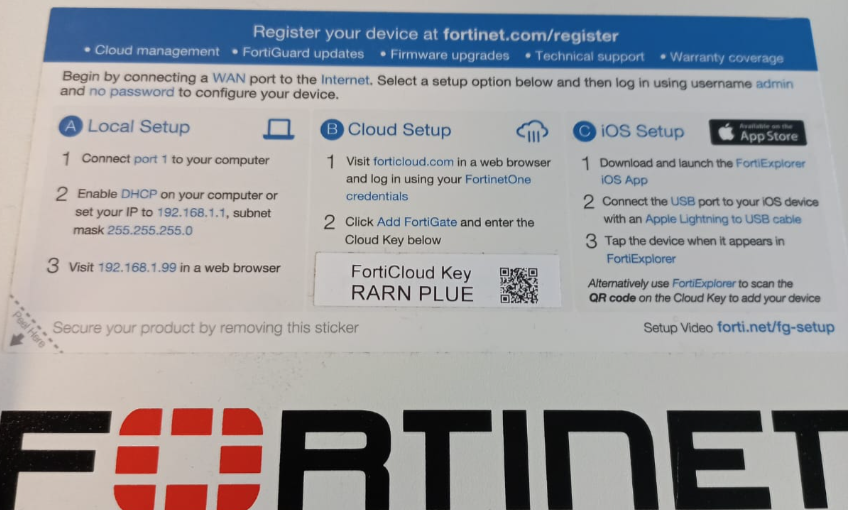 Register your device at fortinet.com/register
• Cloud management • FortiGuard updates • Firmware upgrades • Technical support • Warranty coverage
Begin by connecting a WAN port to the Internet. Select a setup option below and then log in using username admin
and no password to configure your device.
A Local Setup
1 Connect port 1 to your computer
2 Enable DHCP on your computer or
set your IP to 192.168.1.1, subnet
mask 255.255.255.0
3 Visit 192.168.1.99 in a web browser
B Cloud Setup
1 Visit forticloud.com in a web browser
and log in using your FortinetOne
credentials
2 Click Add FortiGate and enter the
Cloud Key below
FortiCloud Key
RARN PLUE
C iOS Setup
Available on the
App Store
1 Download and launch the FortiExplorer
iOS App
2 Connect the USB port to your iOS device
with an Apple Lightning to USB cable
3 Tap the device when it appears in
FortiExplorer
Alternatively use FortiExplorer to scan the
QR code on the Cloud Key to add your device
Peel Here
Secure your product by removing this sticker
Setup Video forti.net/fg-setup
FORTINET